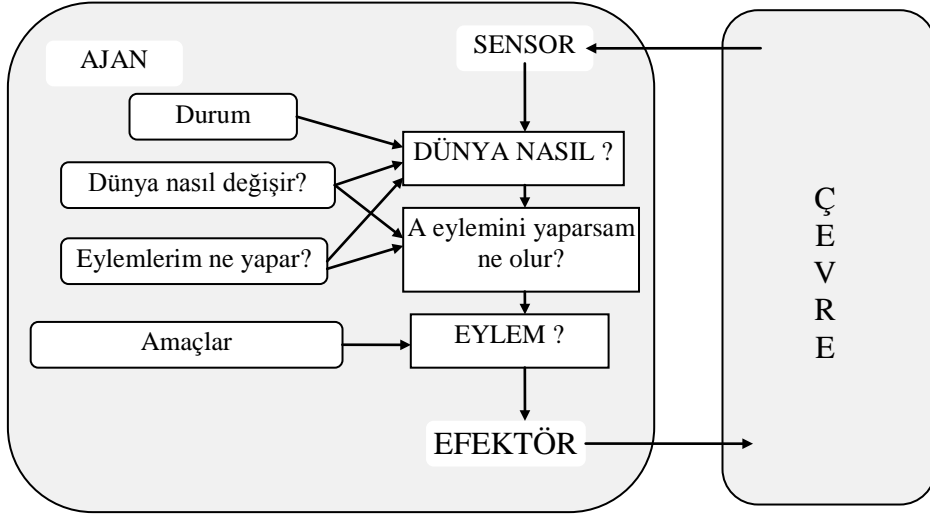 AJAN
SENSOR
Durum
DÜNYA NASIL ?
Dünya nasıl değişir?
A eylemini yaparsam
ne olur?
Eylemlerim ne yapar?
Amaçlar
EYLEM ?
EFEKTÖR
Ç
E
V
R
E